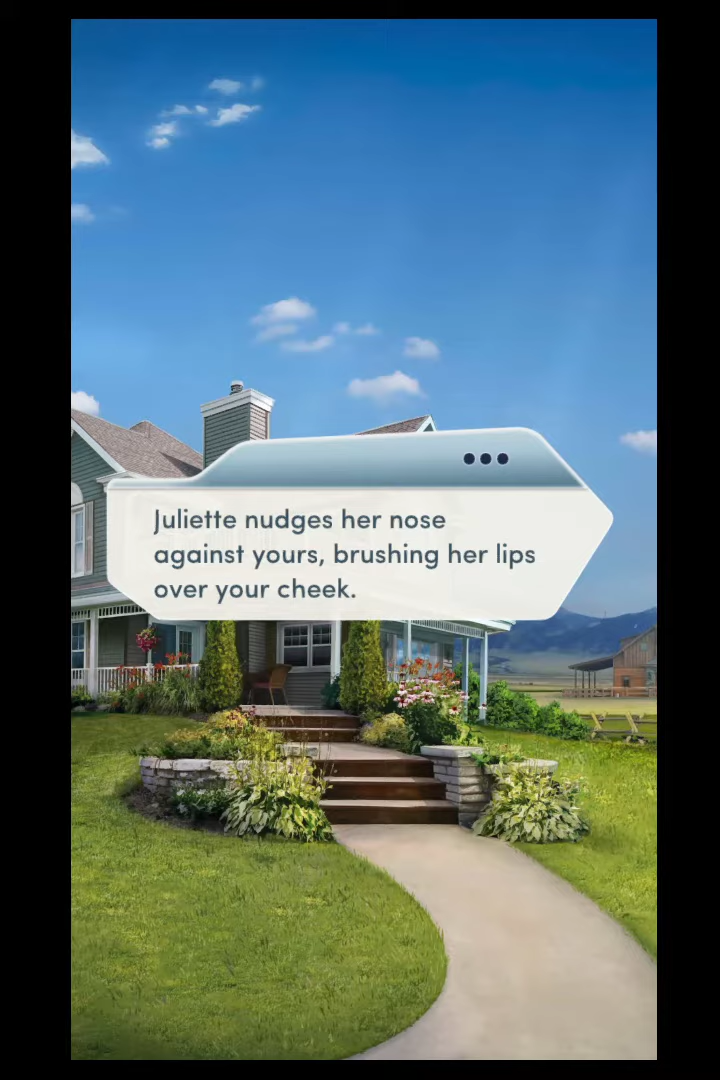 Juliette nudges her nose
against yours, brushing her lips
over your cheek.